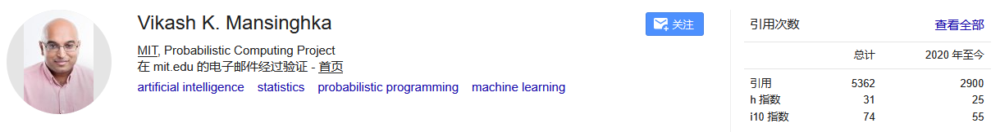 Vikash K. Mansinghka
关注
MIT, Probabilistic Computing Project
在 mit.edu 的电子邮件经过验证 - 首页
artificial intelligence statistics probabilistic programming machine learning
引用次数 查看全部
总计 2020 年至今
引用 5362 2900
h 指数 31 25
i10 指数 74 55